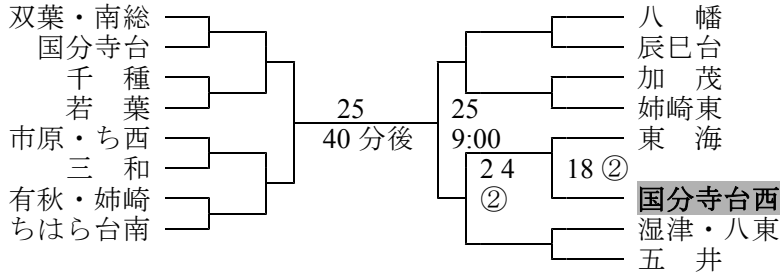 双葉・南総
国分寺台
千　種
若　葉
市原・ち西
三　和
有秋・姉崎
ちはら台南
25
40 分後
25
9:00
2 4
②
18 ②
八　幡
辰巳台
加　茂
姉崎東
東　海
国分寺台西
湿津・八東
五　井